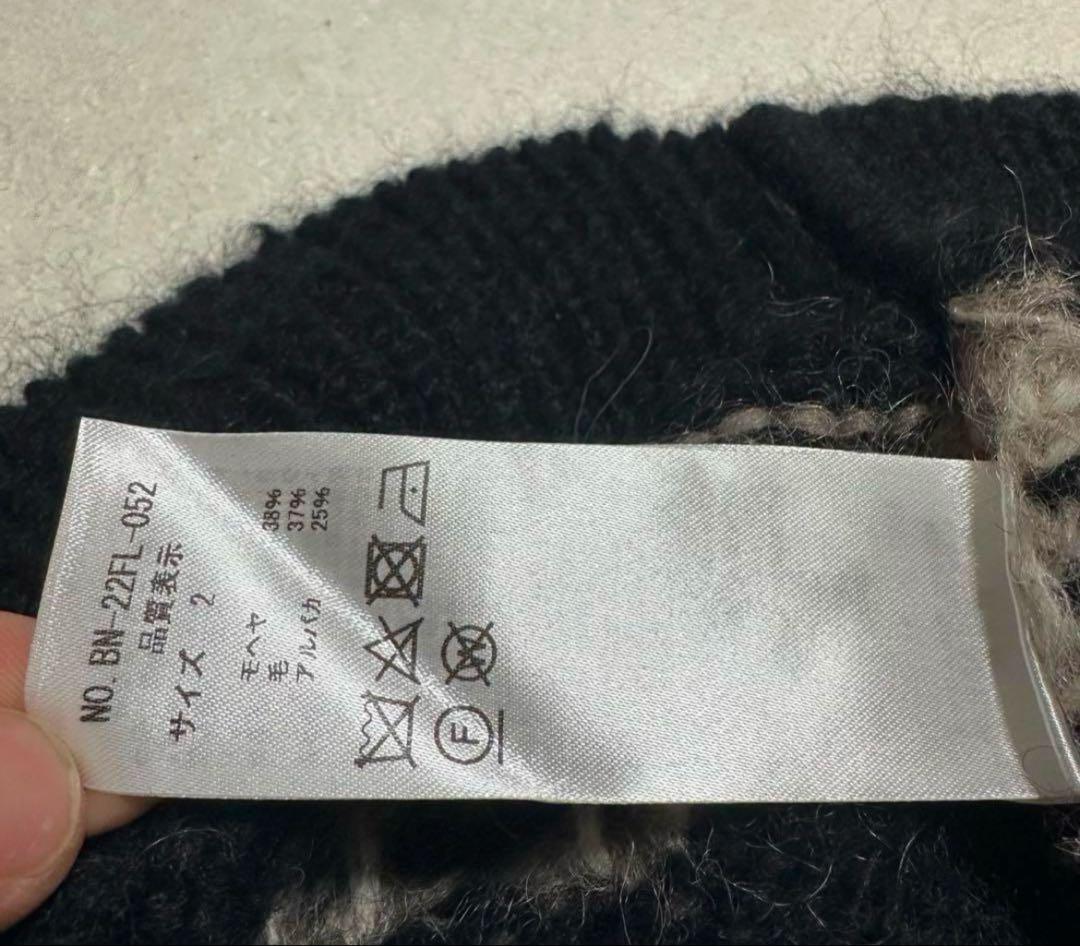 NO. BN-22FL-052
品質表示
サイズ 2
モヘヤ 38%
毛 37%
アルパカ 25%
F W